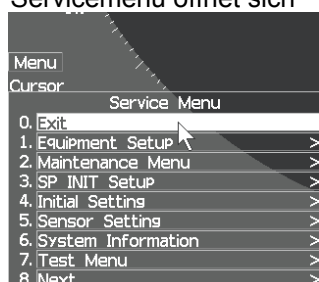 Servicemenü öffnet sich
Menu
Cursor
Service Menu
0. Exit
1. Equipment Setup >
2. Maintenance Menu >
3. SP INIT Setup >
4. Initial Setting >
5. Sensor Setting >
6. System Information >
7. Test Menu >
8. Next >